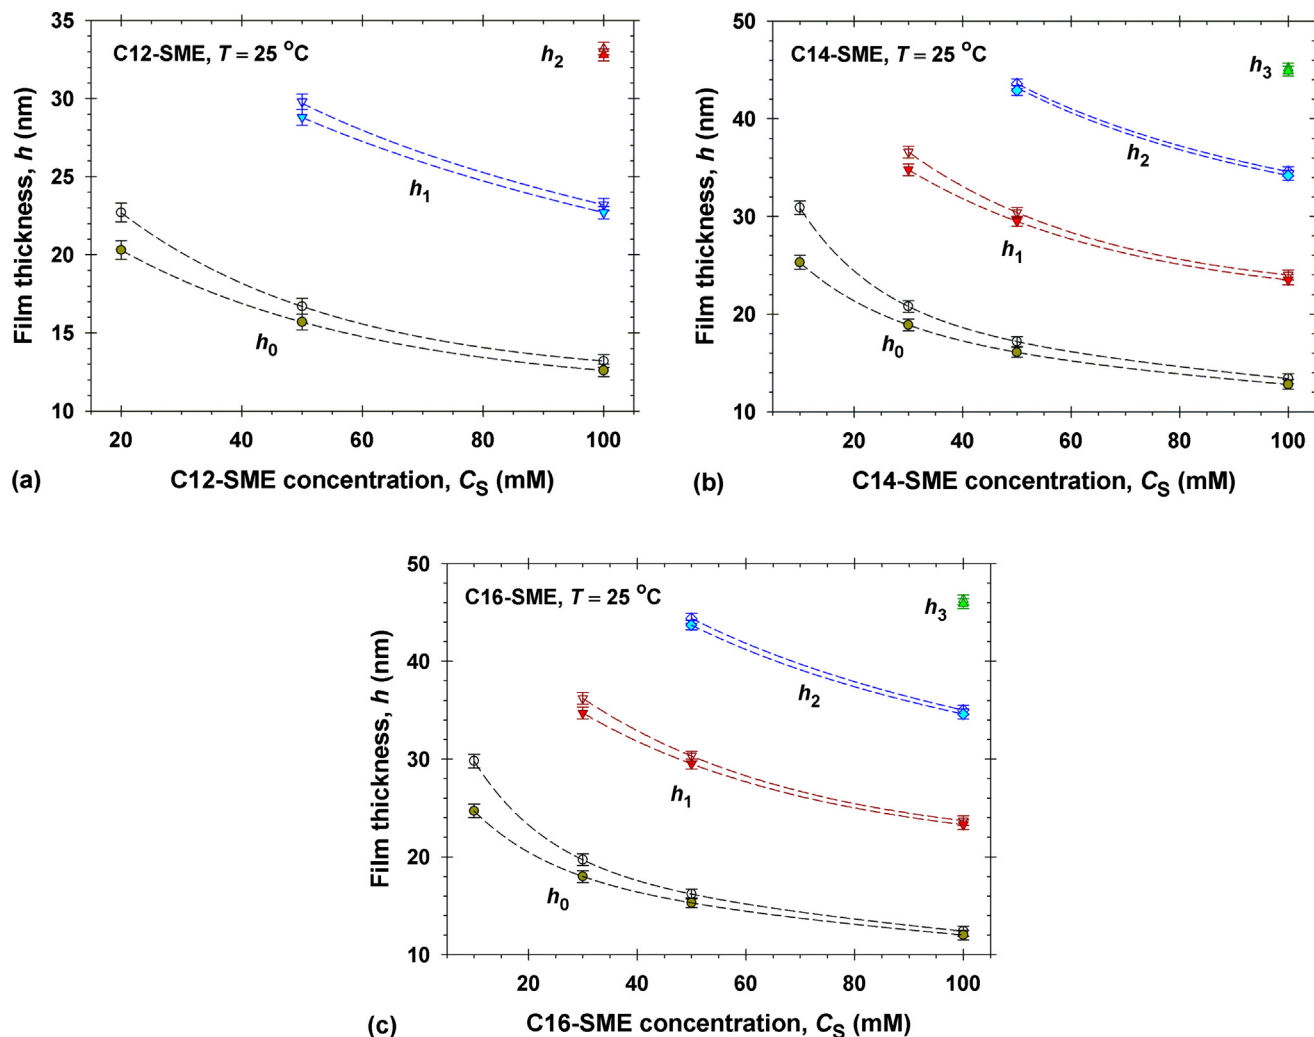 C12-SME, T = 25 °C
h2
h1
h0
35
30
25
20
15
10
20
40
60
80
100
Film thickness, h (nm)
C12-SME concentration, CS (mM)
(a)
C14-SME, T = 25 °C
h3
h2
h1
h0
50
40
30
20
10
20
40
60
80
100
Film thickness, h (nm)
C14-SME concentration, CS (mM)
(b)
C16-SME, T = 25 °C
h3
h2
h1
h0
50
40
30
20
10
20
40
60
80
100
Film thickness, h (nm)
C16-SME concentration, CS (mM)
(c)